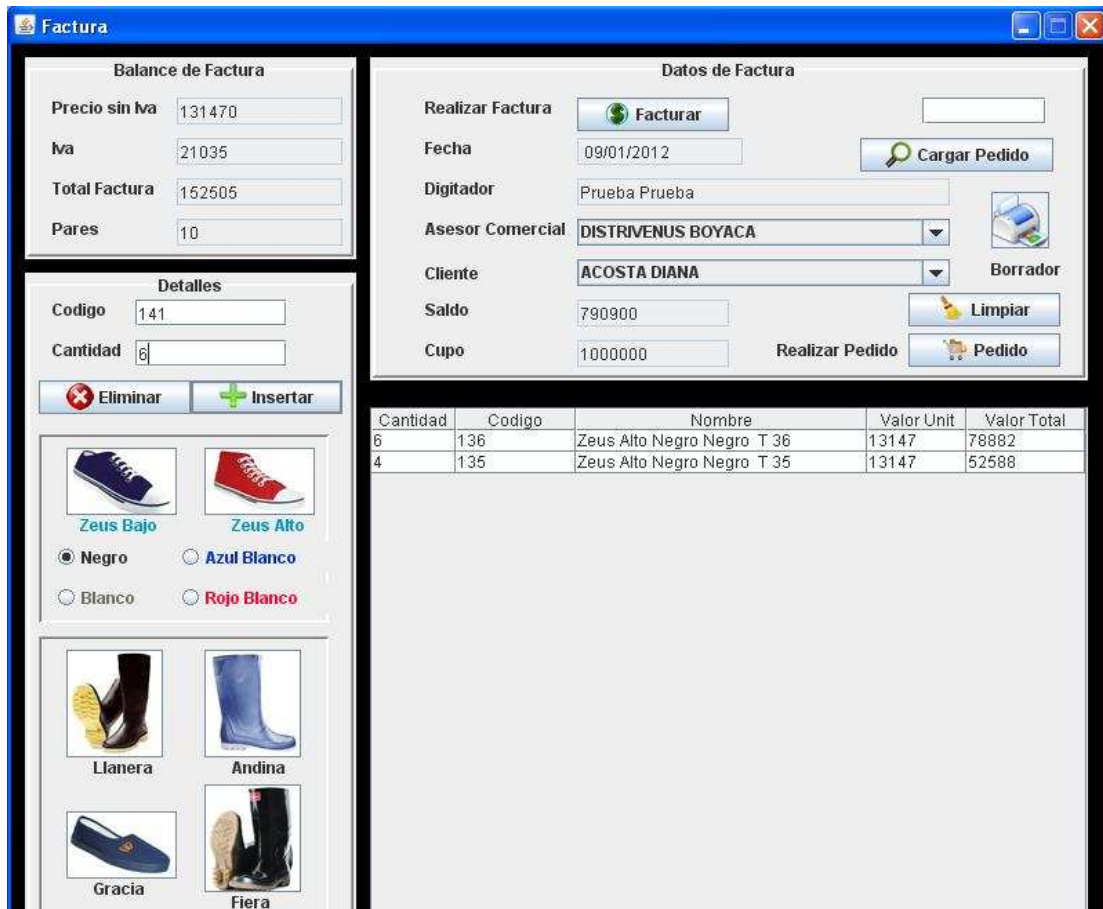 Factura
Balance de Factura
Precio sin Iva 131470
Iva 21035
Total Factura 152505
Pares 10
Detalles
Codigo 141
Cantidad 6
Eliminar Insertar
Zeus Bajo Zeus Alto
Negro Azul Blanco
Blanco Rojo Blanco
Llanera Andina
Gracia Fiera
Datos de Factura
Realizar Factura Facturar
Fecha 09/01/2012 Cargar Pedido
Digitador Prueba Prueba
Asesor Comercial DISTRIVENUS BOYACA
Cliente ACOSTA DIANA Borrador
Saldo 790900 Limpiar
Cupo 1000000 Realizar Pedido Pedido
Cantidad Codigo Nombre Valor Unit Valor Total
6 136 Zeus Alto Negro Negro T 36 13147 78882
4 135 Zeus Alto Negro Negro T 35 13147 52588